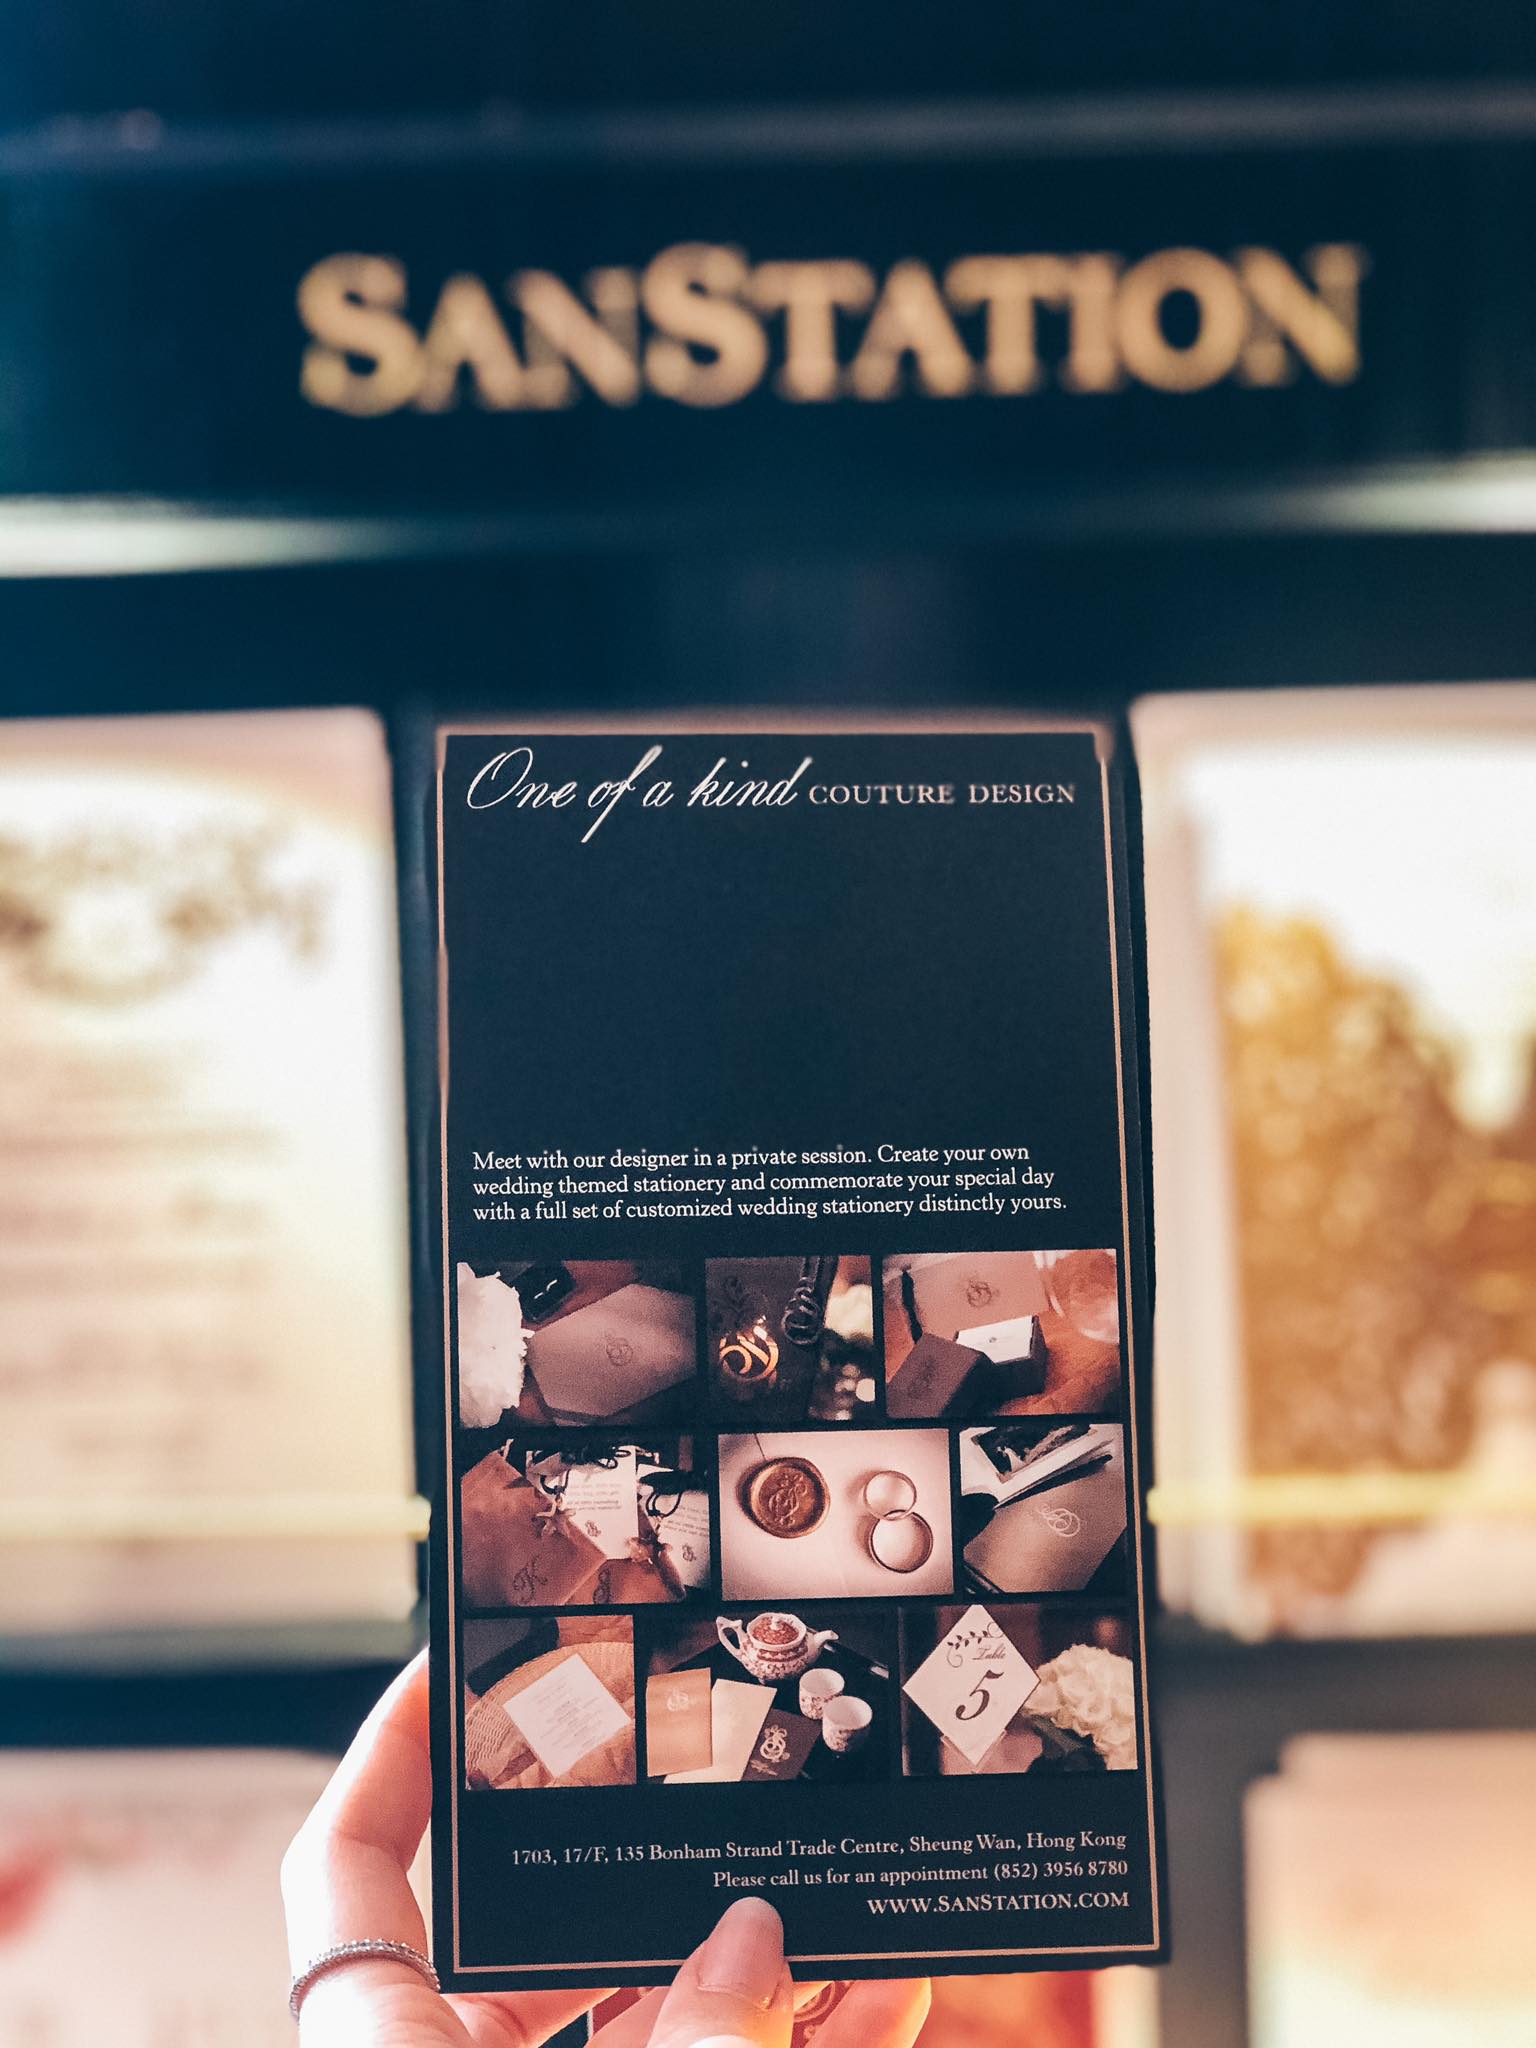 SANSTATION
One of a kind COUTURE DESIGN
Meet with our designer in a private session. Create your own
wedding themed stationery and commemorate your special day
with a full set of customized wedding stationery distinctly yours.
K
Table
5
1703, 17/F, 135 Bonham Strand Trade Centre, Sheung Wan, Hong Kong
Please call us for an appointment (852) 3956 8780
WWW.SANSTATION.COM